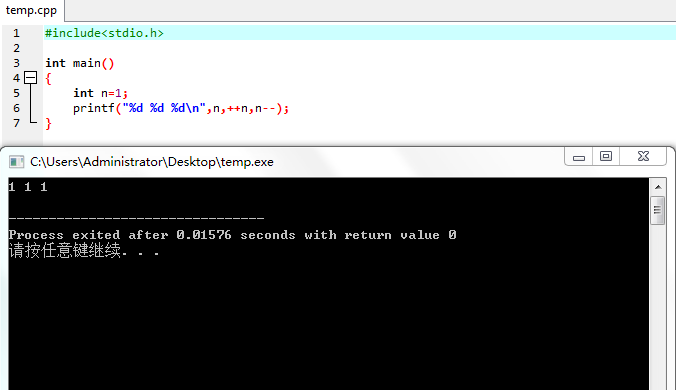 temp.cpp
1 #include<stdio.h>
2
3 int main()
4 {
5 int n=1;
6 printf("%d %d %d\n",n,++n,n--);
7 }
C:\Users\Administrator\Desktop\temp.exe
1 1 1
--------------------------------
Process exited after 0.01576 seconds with return value 0
请按任意键继续. . .